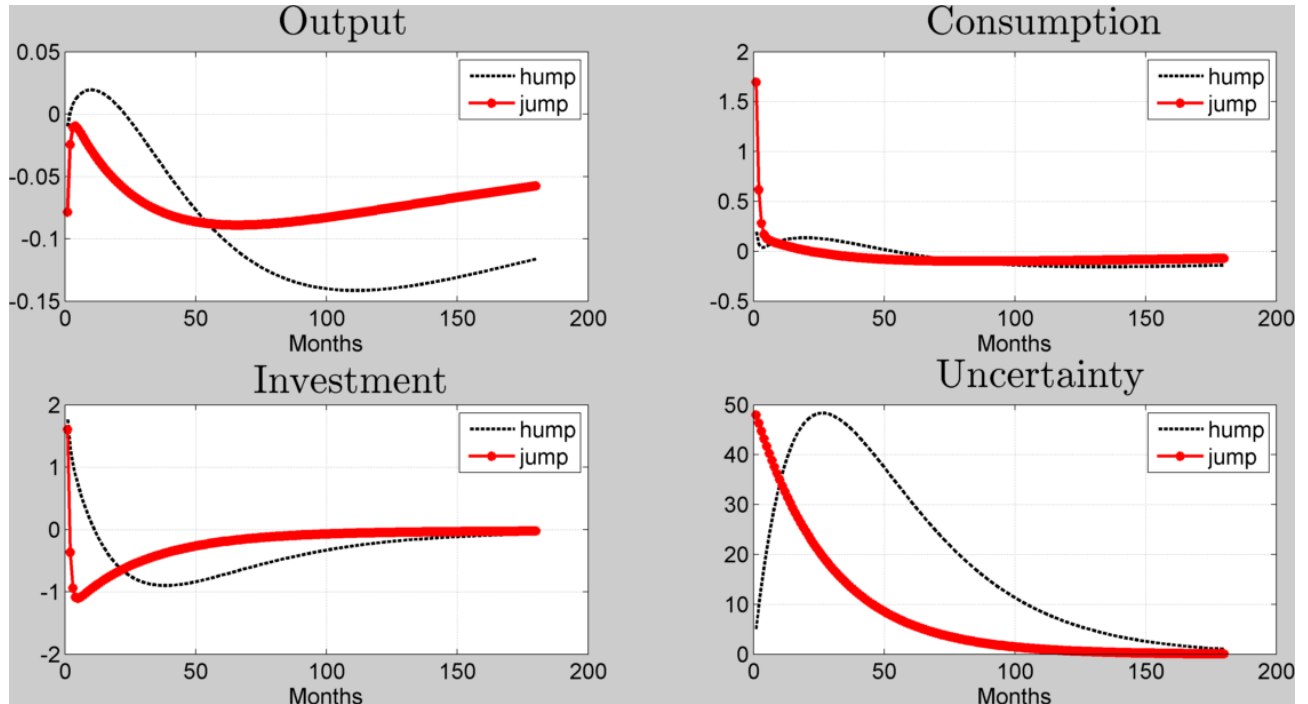 Output
0.05
0
-0.05
-0.1
-0.15
0
50
100
150
200
Months
hump
jump
Consumption
2
1.5
1
0.5
0
-0.5
0
50
100
150
200
Months
hump
jump
Investment
2
1
0
-1
-2
0
50
100
150
200
Months
hump
jump
Uncertainty
50
40
30
20
10
0
0
50
100
150
200
Months
hump
jump